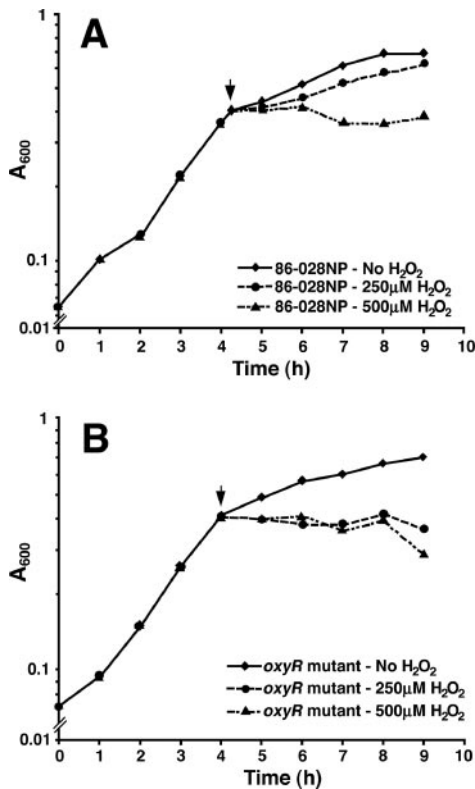 A
1
0.1
0.01
A₆₀₀
86-028NP - No H₂O₂
86-028NP - 250µM H₂O₂
86-028NP - 500µM H₂O₂
0 1 2 3 4 5 6 7 8 9 10
Time (h)
B
1
0.1
0.01
A₆₀₀
oxyR mutant - No H₂O₂
oxyR mutant - 250µM H₂O₂
oxyR mutant - 500µM H₂O₂
0 1 2 3 4 5 6 7 8 9 10
Time (h)